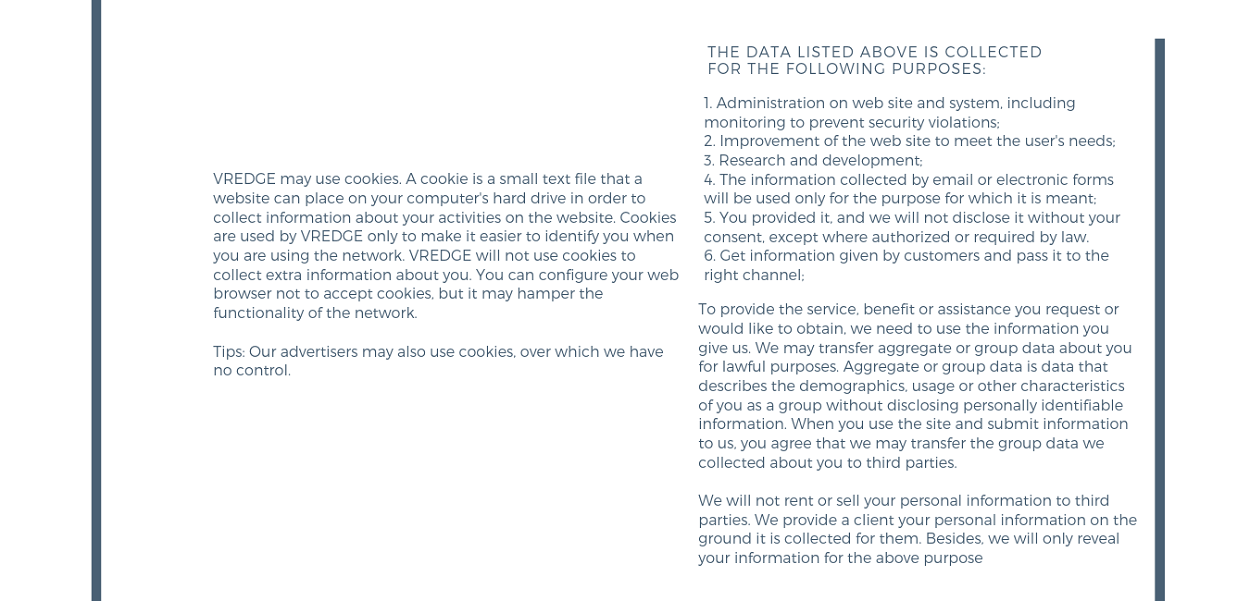 VREDGE may use cookies. A cookie is a small text file that a
website can place on your computer's hard drive in order to
collect information about your activities on the website. Cookies
are used by VREDGE only to make it easier to identify you when
you are using the network. VREDGE will not use cookies to
collect extra information about you. You can configure your web
browser not to accept cookies, but it may hamper the
functionality of the network.
Tips: Our advertisers may also use cookies, over which we have
no control.
THE DATA LISTED ABOVE IS COLLECTED
FOR THE FOLLOWING PURPOSES:
1. Administration on web site and system, including
monitoring to prevent security violations;
2. Improvement of the web site to meet the user's needs;
3. Research and development;
4. The information collected by email or electronic forms
will be used only for the purpose for which it is meant;
5. You provided it, and we will not disclose it without your
consent, except where authorized or required by law.
6. Get information given by customers and pass it to the
right channel;
To provide the service, benefit or assistance you request or
would like to obtain, we need to use the information you
give us. We may transfer aggregate or group data about you
for lawful purposes. Aggregate or group data is data that
describes the demographics, usage or other characteristics
of you as a group without disclosing personally identifiable
information. When you use the site and submit information
to us, you agree that we may transfer the group data we
collected about you to third parties.
We will not rent or sell your personal information to third
parties. We provide a client your personal information on the
ground it is collected for them. Besides, we will only reveal
your information for the above purpose